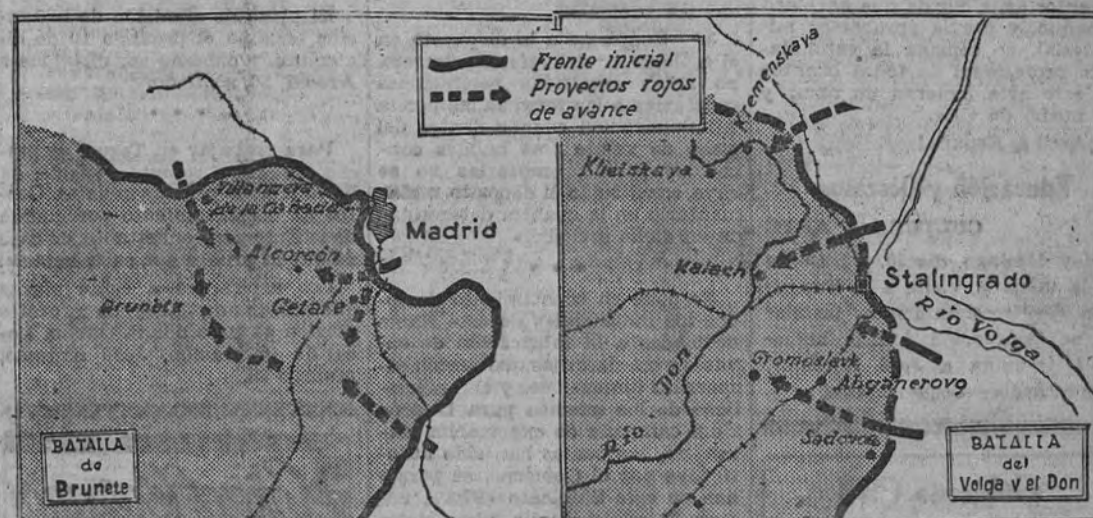 Frente inicial
Proyectos rojos
de avance
Villanueva
de la Cañada
Madrid
Alcorcón
Brunete
Getafe
BATALLA
de
Brunete
Kremenskaya
Kletskaya
Kalach
Stalingrado
Río Volga
Gromoslavk
Abganerovo
Río Don
Sadovoe
BATALLA
del
Volga y el Don